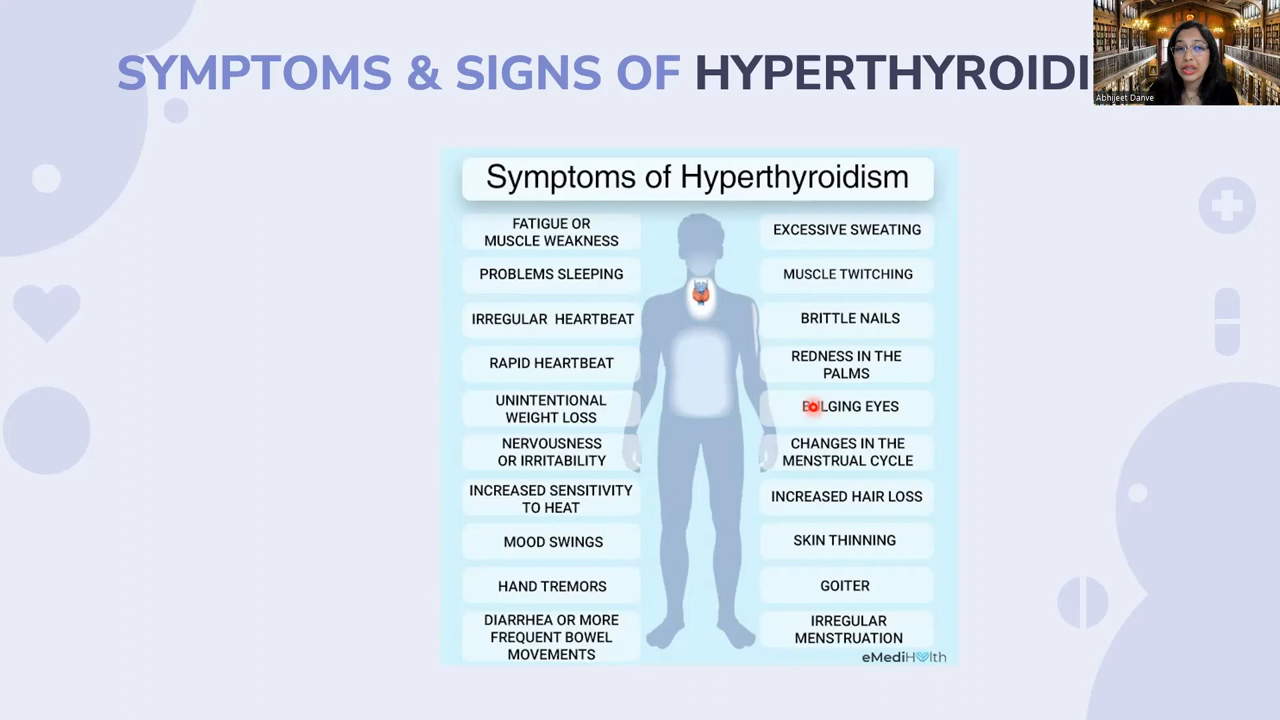 SYMPTOMS & SIGNS OF HYPERTHYROIDI
Abhijeet Danve
Symptoms of Hyperthyroidism
FATIGUE OR
MUSCLE WEAKNESS
PROBLEMS SLEEPING
IRREGULAR HEARTBEAT
RAPID HEARTBEAT
UNINTENTIONAL
WEIGHT LOSS
NERVOUSNESS
OR IRRITABILITY
INCREASED SENSITIVITY
TO HEAT
MOOD SWINGS
HAND TREMORS
DIARRHEA OR MORE
FREQUENT BOWEL
MOVEMENTS
EXCESSIVE SWEATING
MUSCLE TWITCHING
BRITTLE NAILS
REDNESS IN THE
PALMS
BULGING EYES
CHANGES IN THE
MENSTRUAL CYCLE
INCREASED HAIR LOSS
SKIN THINNING
GOITER
IRREGULAR
MENSTRUATION
eMediHealth